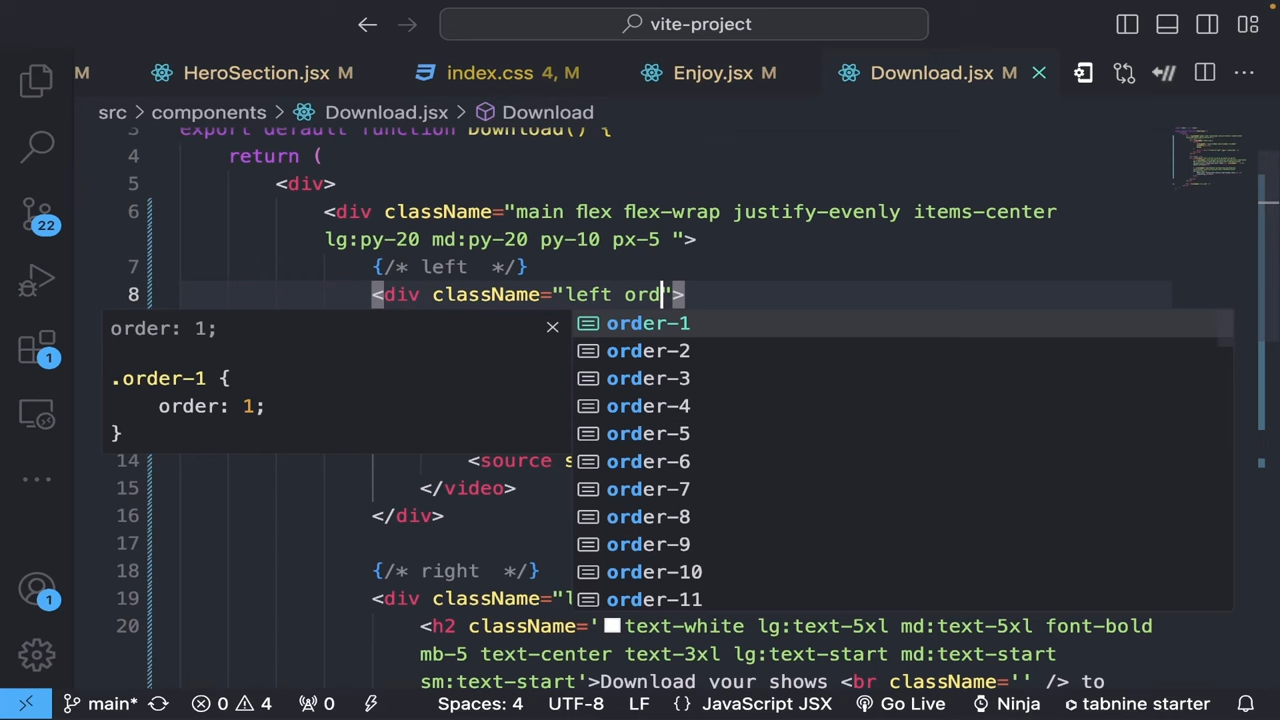 vite-project
M
HeroSection.jsx M
index.css 4, M
Enjoy.jsx M
Download.jsx M
src > components > Download.jsx > Download
3 export default function Download() {
4 return (
5 <div>
6 <div className="main flex flex-wrap justify-evenly items-center
lg:py-20 md:py-20 py-10 px-5 ">
7 {/* left  */}
8 <div className="left ord">
order: 1;
.order-1 {
order: 1;
}
order-1
order-2
order-3
order-4
order-5
order-6
order-7
order-8
order-9
order-10
order-11
14 <source s
15 </video>
16 </div>
17
18 {/* right  */}
19 <div className="l
20 <h2 className='text-white lg:text-5xl md:text-5xl font-bold
mb-5 text-center text-3xl lg:text-start md:text-start
sm:text-start'>Download your shows <br className='' /> to
22
1
1
main* 0 4 0 Spaces: 4 UTF-8 LF {} JavaScript JSX Go Live Ninja tabnine starter